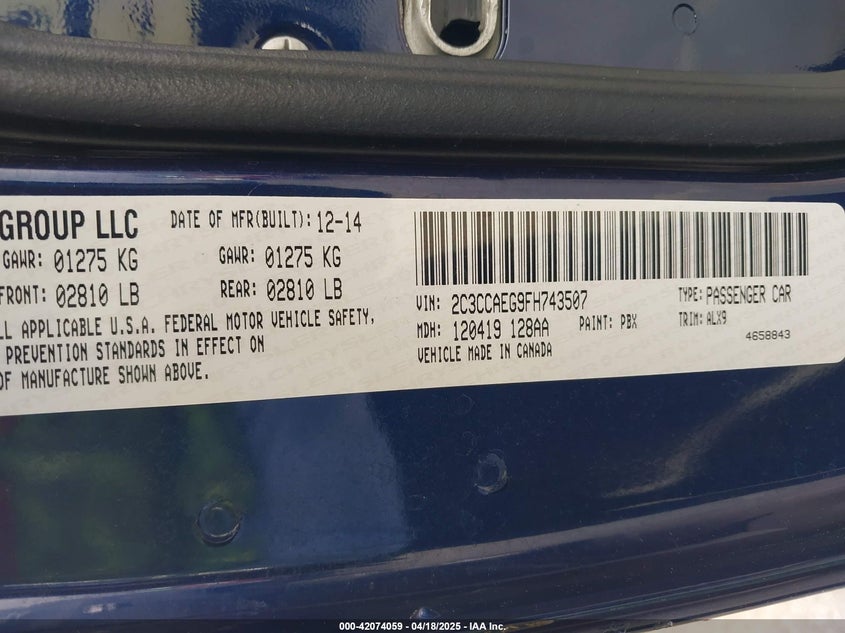 GROUP LLC DATE OF MFR(BUILT): 12-14
GAWR: 01275 KG GAWR: 01275 KG
FRONT: 02810 LB REAR: 02810 LB
APPLICABLE U.S.A. FEDERAL MOTOR VEHICLE SAFETY,
PREVENTION STANDARDS IN EFFECT ON
OF MANUFACTURE SHOWN ABOVE.
VIN: 2C3CCAEG9FH743507 TYPE: PASSENGER CAR
MDH: 120419 128AA PAINT: PBX TRIM: ALX9
VEHICLE MADE IN CANADA 4658843
000-42074059 - 04/18/2025 - IAA Inc.